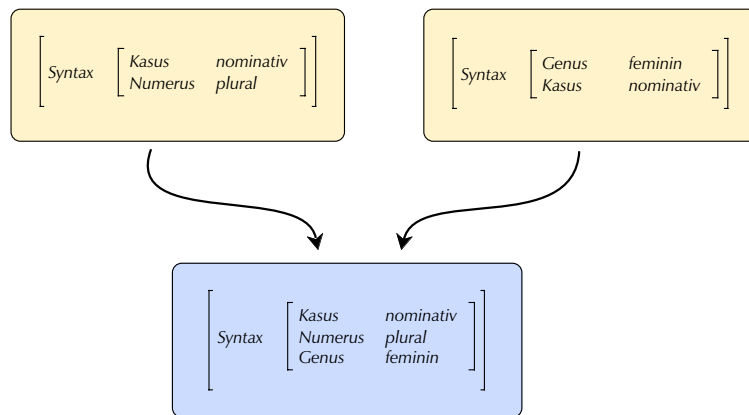 Syntax Kasus nominativ
Numerus plural
Syntax Genus feminin
Kasus nominativ
Syntax Kasus nominativ
Numerus plural
Genus feminin